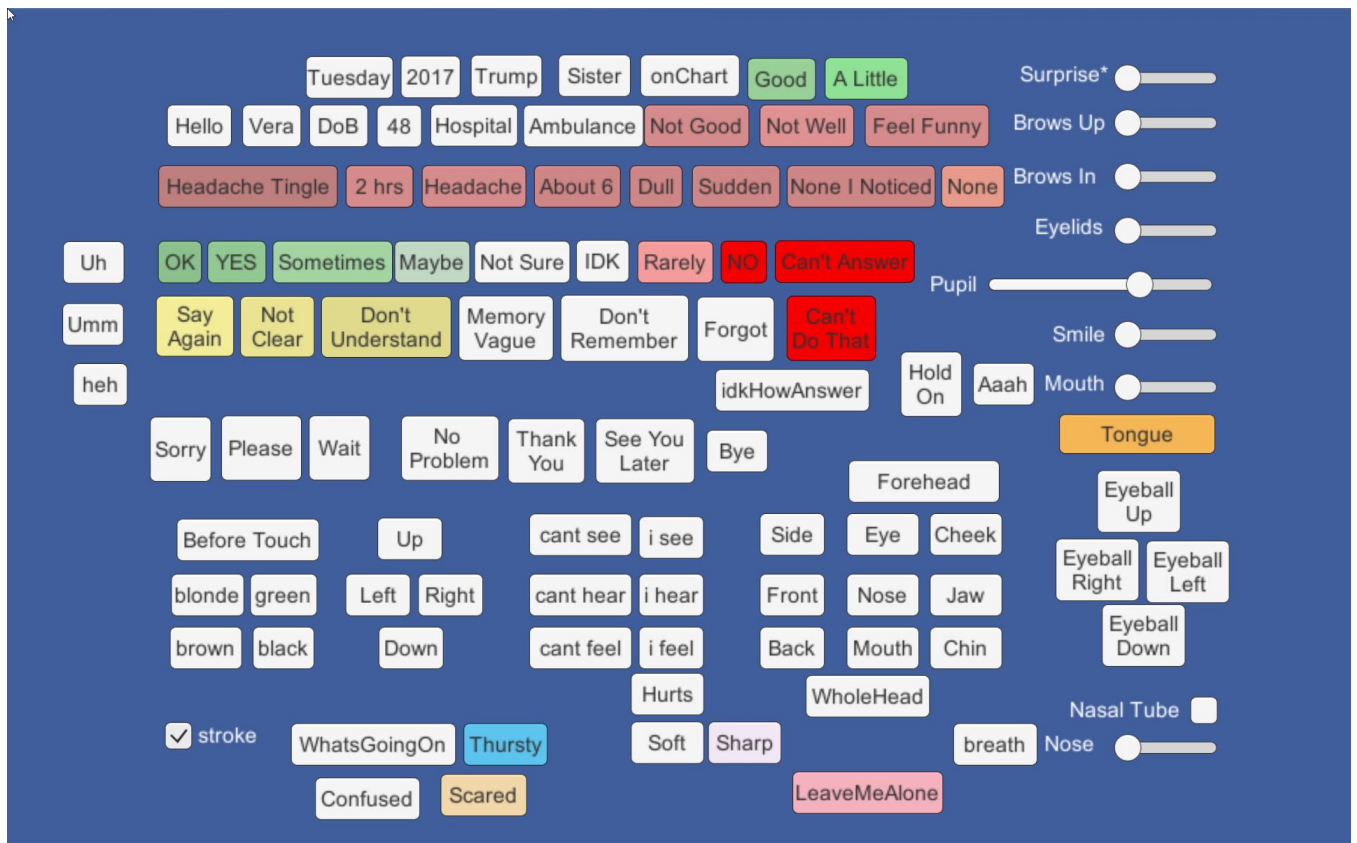 Tuesday 2017 Trump Sister onChart Good A Little Surprise*
Hello Vera DoB 48 Hospital Ambulance Not Good Not Well Feel Funny Brows Up
Headache Tingle 2 hrs Headache About 6 Dull Sudden None I Noticed None Brows In
Eyelids
Uh OK YES Sometimes Maybe Not Sure IDK Rarely NO Can't Answer
Pupil
Umm Say Again Not Clear Don't Understand Memory Vague Don't Remember Forgot Can't Do That
Smile
heh idkHowAnswer Hold On Aaah Mouth
Tongue
Sorry Please Wait No Problem Thank You See You Later Bye
Forehead
Eyeball Up
Before Touch Up cant see i see Side Eye Cheek
Eyeball Right Eyeball Left
blonde green Left Right cant hear i hear Front Nose Jaw
Eyeball Down
brown black Down cant feel i feel Back Mouth Chin
Hurts WholeHead
Nasal Tube
stroke WhatsGoingOn Thursty Soft Sharp breath Nose
Confused Scared LeaveMeAlone